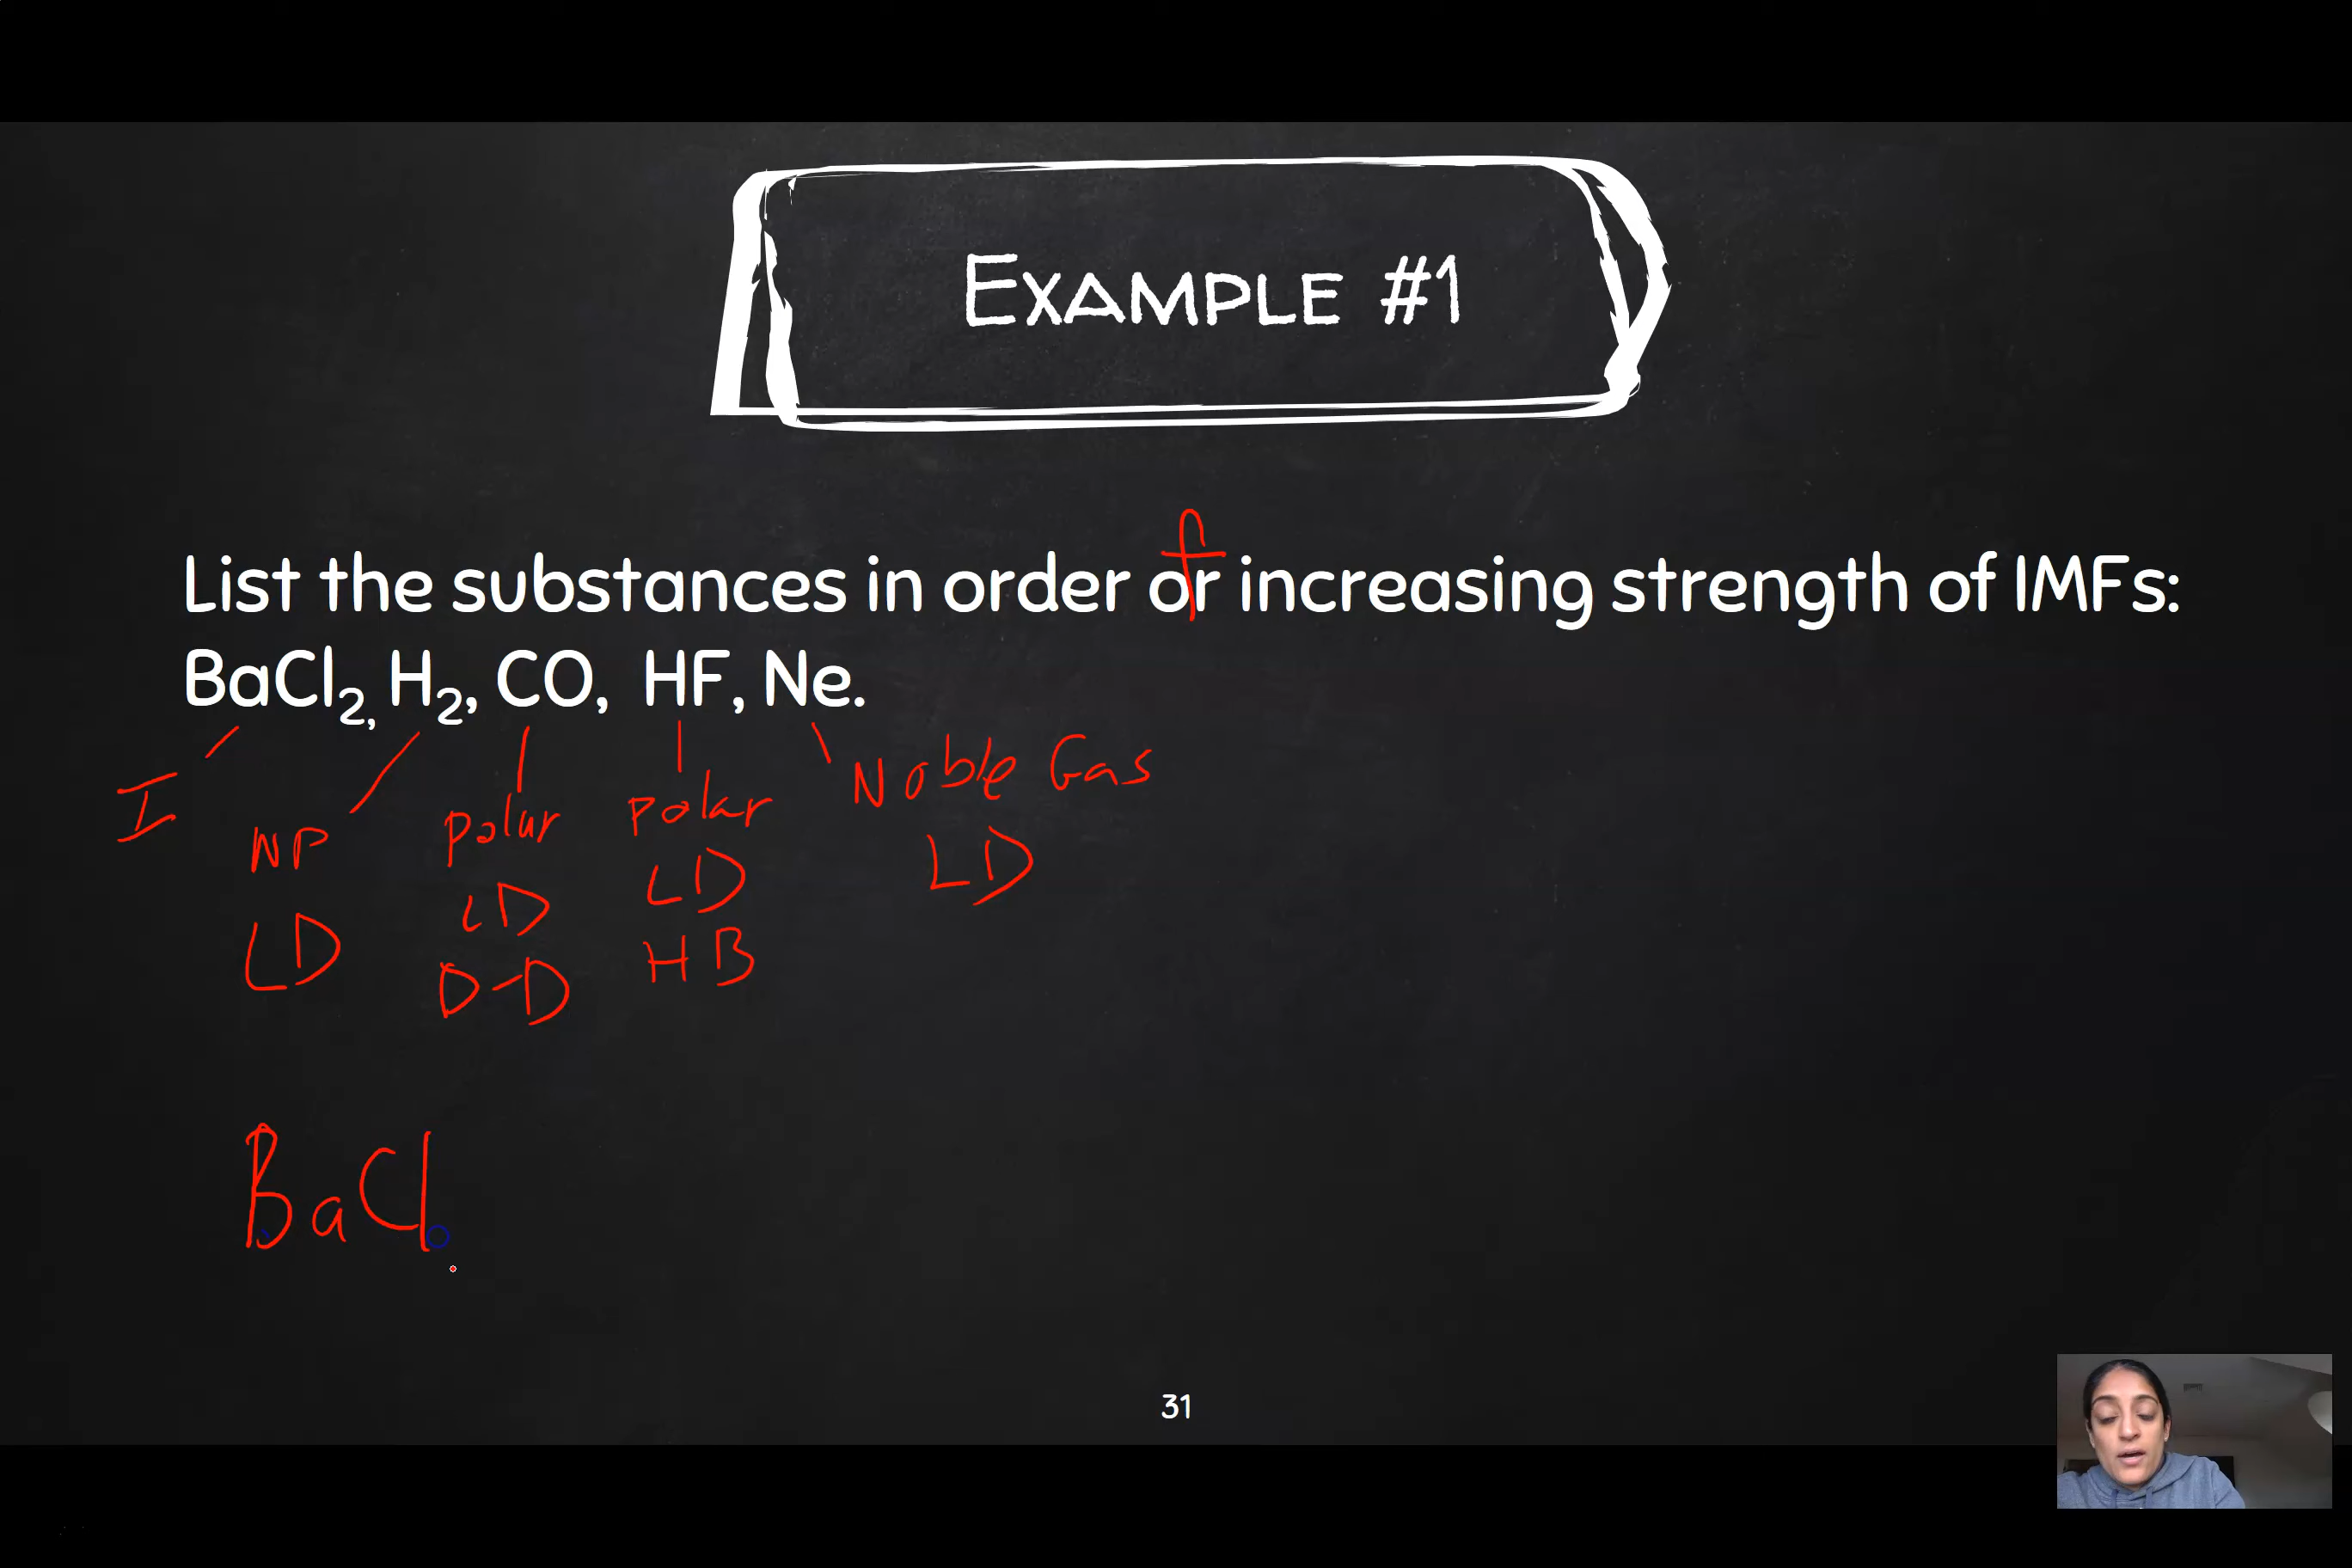 EXAMPLE #1
f
List the substances in order or increasing strength of IMFs:
BaCl₂, H₂, CO, HF, Ne.
I
NP
LD
Polar
LD
D-D
Polar
LD
HB
Noble Gas
LD
BaCl
31